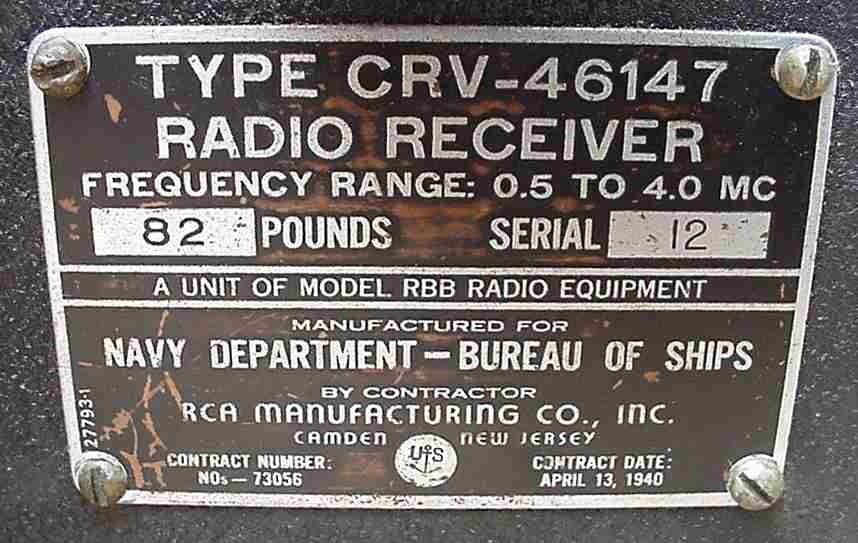 TYPE CRV-46147
RADIO RECEIVER
FREQUENCY RANGE: 0.5 TO 4.0 MC
82 POUNDS SERIAL 12
A UNIT OF MODEL RBB RADIO EQUIPMENT
MANUFACTURED FOR
NAVY DEPARTMENT — BUREAU OF SHIPS
BY CONTRACTOR
RCA MANUFACTURING CO., INC.
CAMDEN NEW JERSEY
U S
CONTRACT NUMBER:
NOs — 73056
CONTRACT DATE:
APRIL 13, 1940
27793-1